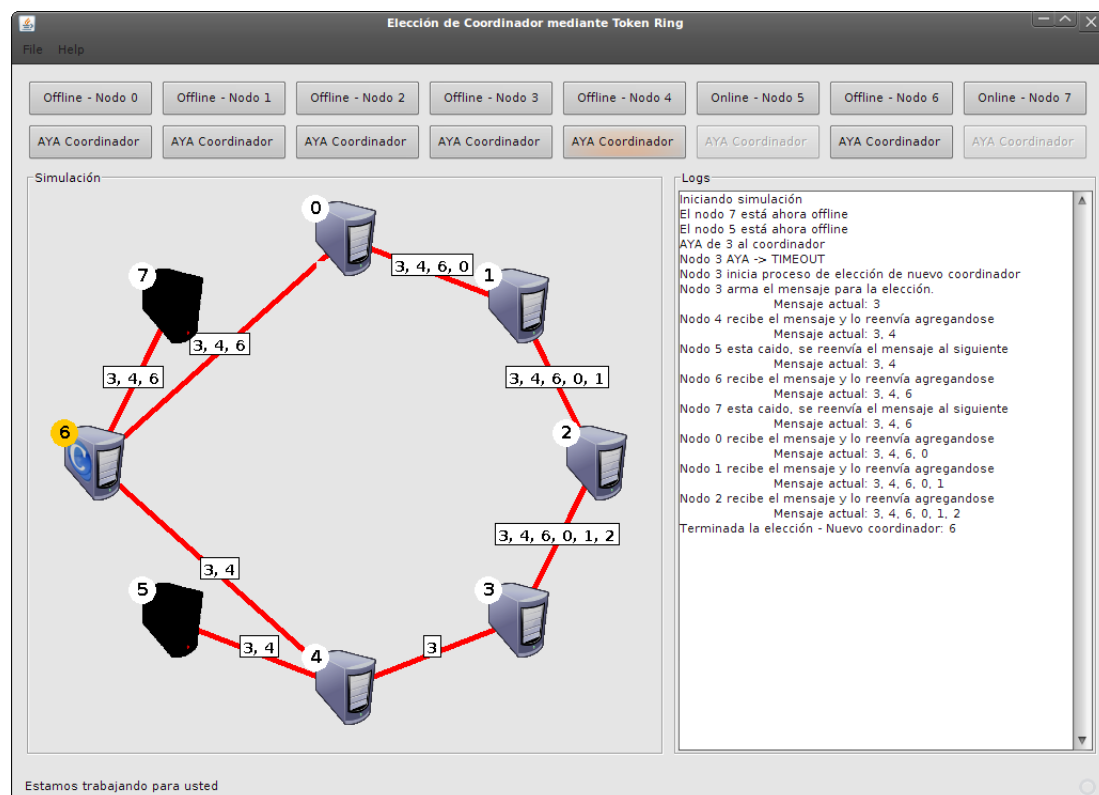 Elección de Coordinador mediante Token Ring
File Help
Offline - Nodo 0 Offline - Nodo 1 Offline - Nodo 2 Offline - Nodo 3 Offline - Nodo 4 Online - Nodo 5 Offline - Nodo 6 Online - Nodo 7
AYA Coordinador AYA Coordinador AYA Coordinador AYA Coordinador AYA Coordinador AYA Coordinador AYA Coordinador AYA Coordinador
Simulación
0
3, 4, 6, 0
1
7
3, 4, 6
3, 4, 6
3, 4, 6, 0, 1
6
2
3, 4, 6, 0, 1, 2
3, 4
5
3
3, 4
4
3
Logs
Iniciando simulación
El nodo 7 está ahora offline
El nodo 5 está ahora offline
AYA de 3 al coordinador
Nodo 3 AYA -> TIMEOUT
Nodo 3 inicia proceso de elección de nuevo coordinador
Nodo 3 arma el mensaje para la elección.
Mensaje actual: 3
Nodo 4 recibe el mensaje y lo reenvía agregandose
Mensaje actual: 3, 4
Nodo 5 esta caido, se reenvía el mensaje al siguiente
Mensaje actual: 3, 4
Nodo 6 recibe el mensaje y lo reenvía agregandose
Mensaje actual: 3, 4, 6
Nodo 7 esta caido, se reenvía el mensaje al siguiente
Mensaje actual: 3, 4, 6
Nodo 0 recibe el mensaje y lo reenvía agregandose
Mensaje actual: 3, 4, 6, 0
Nodo 1 recibe el mensaje y lo reenvía agregandose
Mensaje actual: 3, 4, 6, 0, 1
Nodo 2 recibe el mensaje y lo reenvía agregandose
Mensaje actual: 3, 4, 6, 0, 1, 2
Terminada la elección - Nuevo coordinador: 6
Estamos trabajando para usted